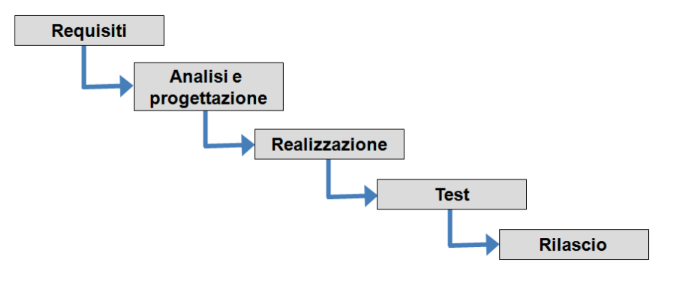 Requisiti
Analisi e
progettazione
Realizzazione
Test
Rilascio